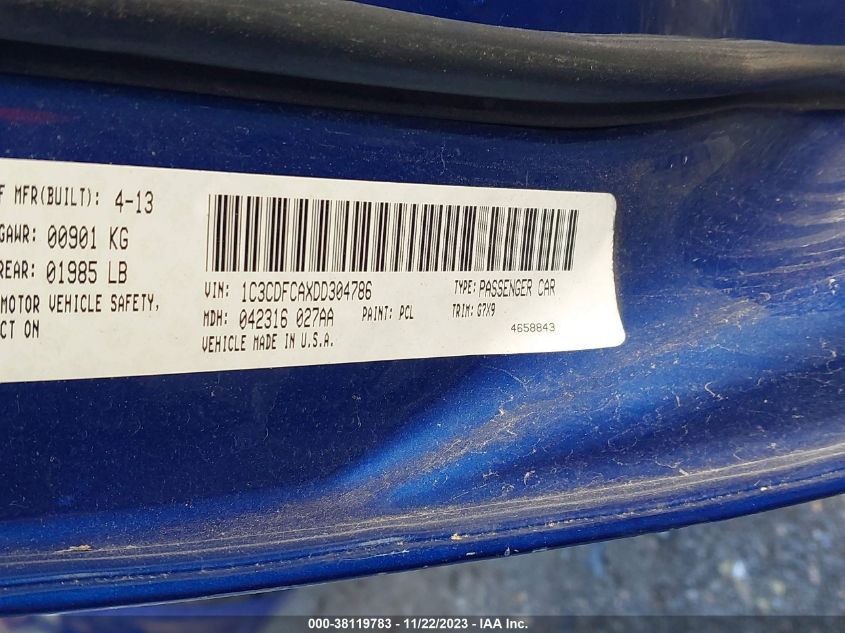 F MFR(BUILT): 4-13
GAWR: 00901 KG
REAR: 01985 LB
MOTOR VEHICLE SAFETY,
CT ON
VIN: 1C3CDFCAXDD304786 TYPE: PASSENGER CAR
MDH: 042316 027AA PAINT: PCL TRIM: G7X9
VEHICLE MADE IN U.S.A. 4658843
000-38119783 - 11/22/2023 - IAA Inc.